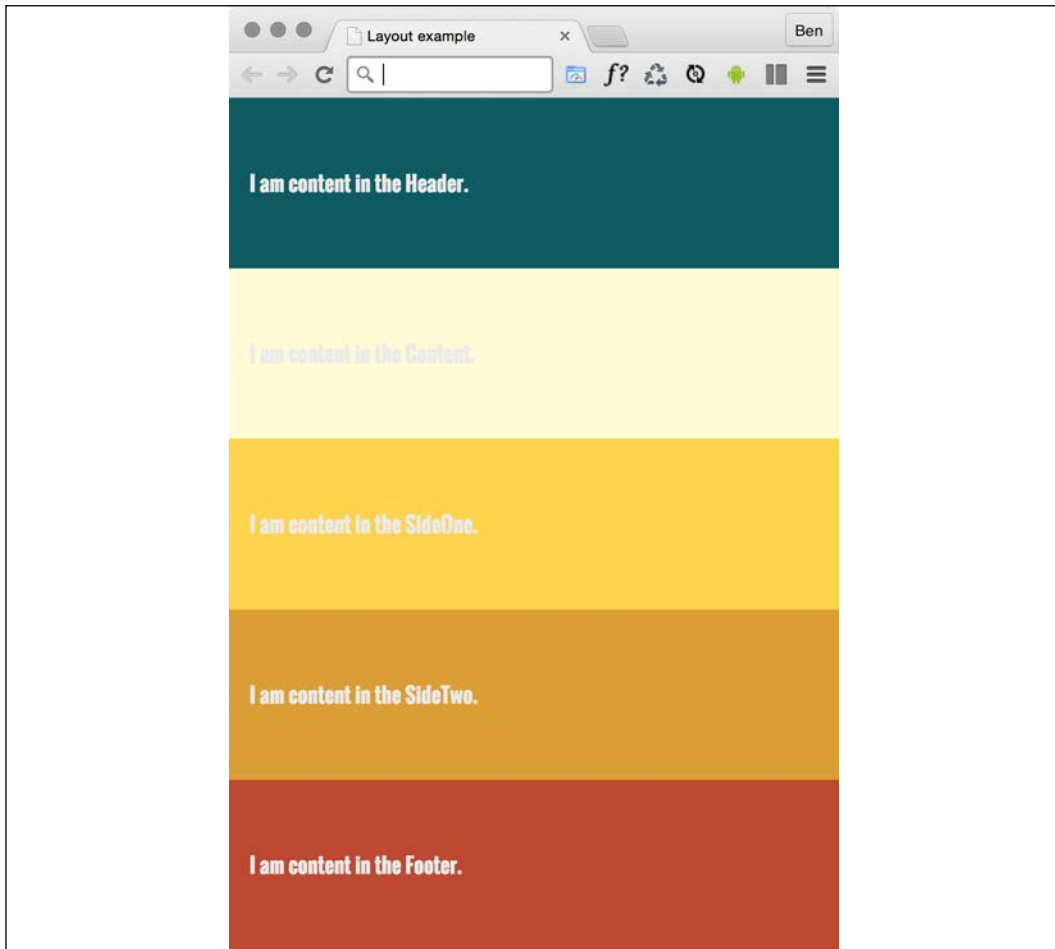 Layout example
Ben
f?
I am content in the Header.
I am content in the Content.
I am content in the SideOne.
I am content in the SideTwo.
I am content in the Footer.